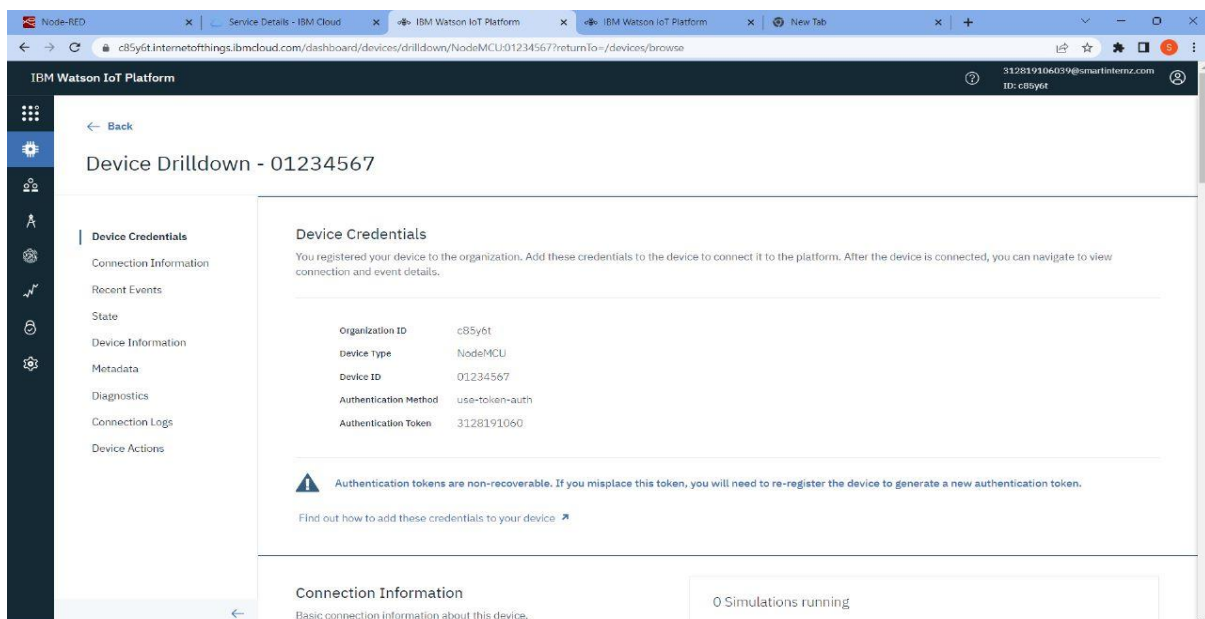 Node-RED
Service Details - IBM Cloud
IBM Watson IoT Platform
IBM Watson IoT Platform
New Tab
c85y6t.internetofthings.ibmcloud.com/dashboard/devices/drilldown/NodeMCU:01234567?returnTo=/devices/browse
IBM Watson IoT Platform
312819106039@smartinternz.com
ID: c85y6t
Back
Device Drilldown - 01234567
Device Credentials
Connection Information
Recent Events
State
Device Information
Metadata
Diagnostics
Connection Logs
Device Actions
Device Credentials
You registered your device to the organization. Add these credentials to the device to connect it to the platform. After the device is connected, you can navigate to view
connection and event details.
Organization ID c85y6t
Device Type NodeMCU
Device ID 01234567
Authentication Method use-token-auth
Authentication Token 3128191060
Authentication tokens are non-recoverable. If you misplace this token, you will need to re-register the device to generate a new authentication token.
Find out how to add these credentials to your device
Connection Information
Basic connection information about this device.
0 Simulations running